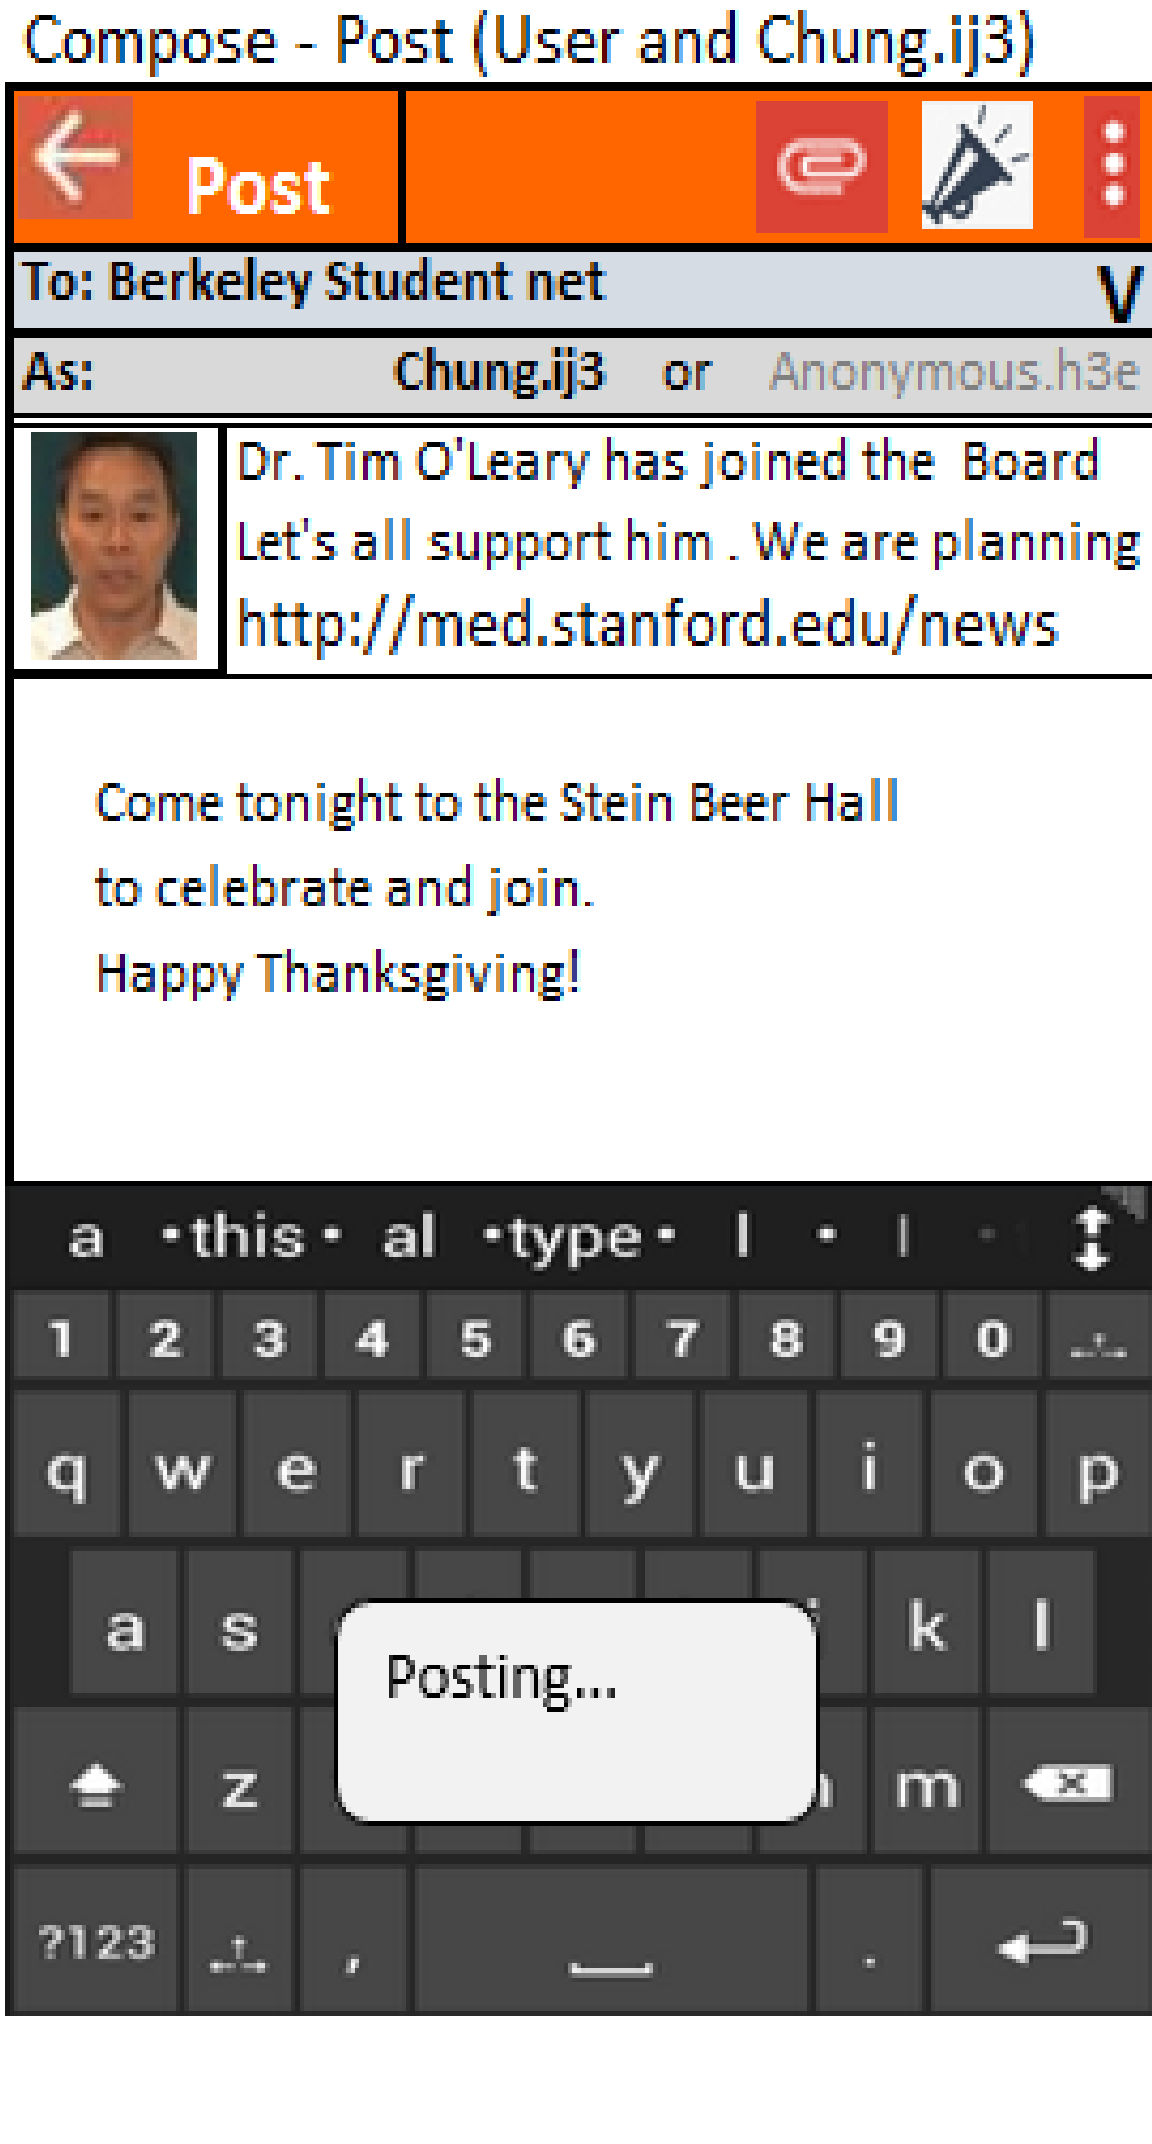 Compose - Post (User and Chung.ij3)
Post
To: Berkeley Student net V
As: Chung.ij3 or Anonymous.h3e
Dr. Tim O'Leary has joined the Board
Let's all support him . We are planning
http://med.stanford.edu/news
Come tonight to the Stein Beer Hall
to celebrate and join.
Happy Thanksgiving!
a • this • al • type • l • l
1 2 3 4 5 6 7 8 9 0
q w e r t y u i o p
a s k l
Posting...
z m
?123 , .